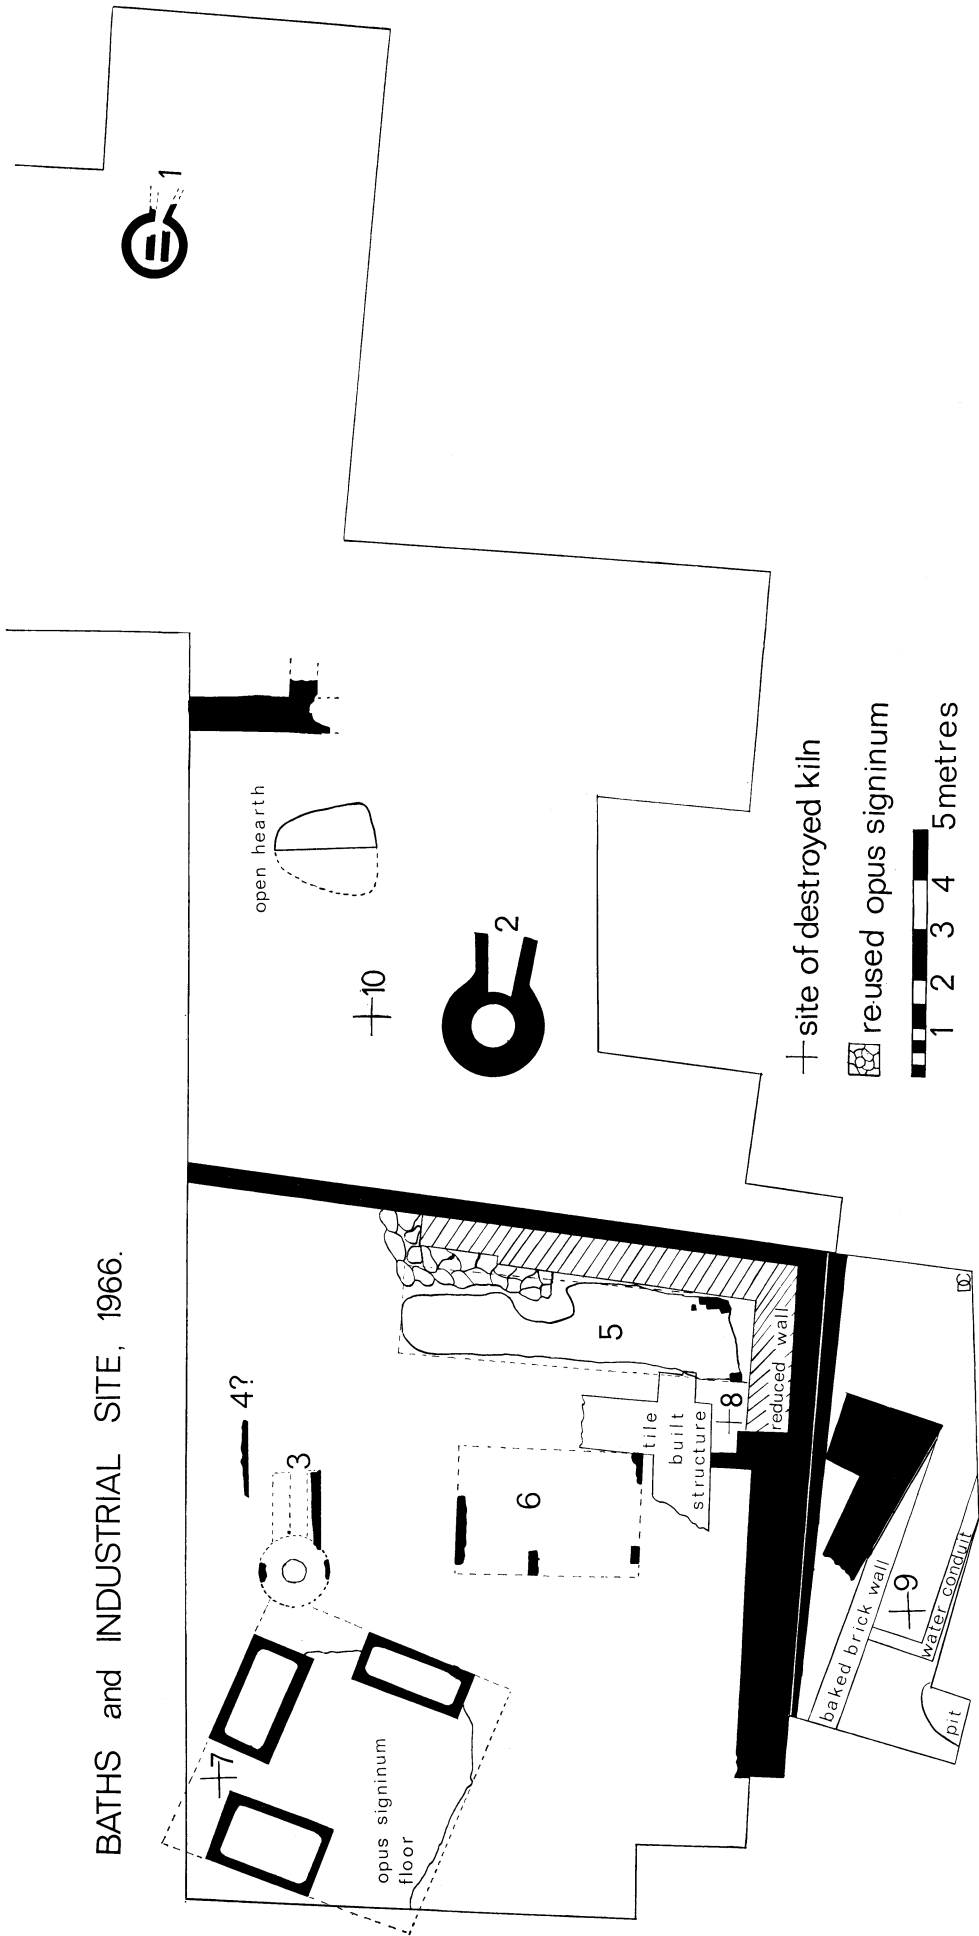 BATHS and INDUSTRIAL SITE, 1966.
1
open hearth
10
2
4?
3
7
opus signinum
floor
6
5
tile
built
structure
8
reduced wall
baked brick wall
9
water conduit
pit
site of destroyed kiln
re-used opus signinum
1 2 3 4 5 metres